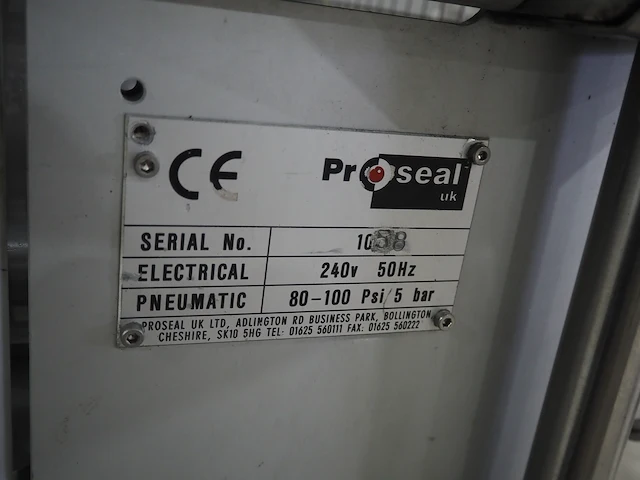 CE
Proseal
uk
SERIAL No. 1058
ELECTRICAL 240v 50Hz
PNEUMATIC 80-100 Psi/5 bar
PROSEAL UK LTD, ADLINGTON RD BUSINESS PARK, BOLLINGTON
CHESHIRE, SK10 5HG TEL: 01625 560111 FAX: 01625 560222